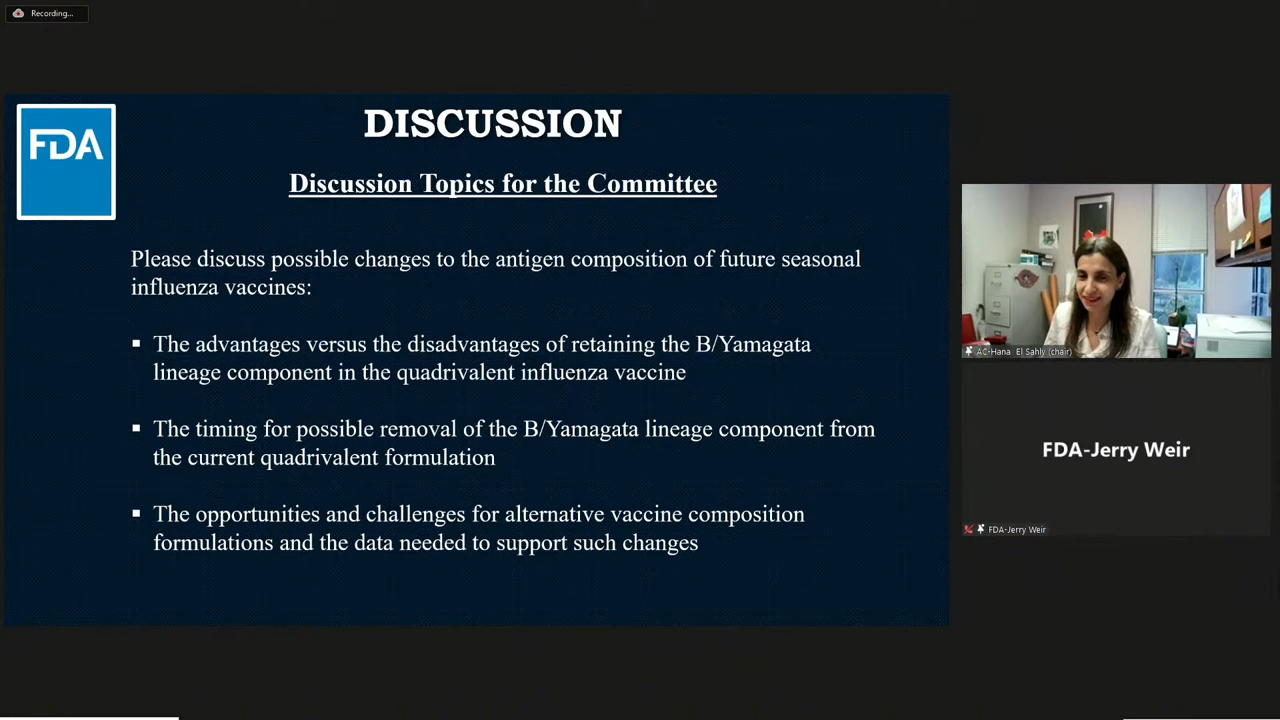 Recording...
FDA
DISCUSSION
Discussion Topics for the Committee
Please discuss possible changes to the antigen composition of future seasonal
influenza vaccines:
▪ The advantages versus the disadvantages of retaining the B/Yamagata
lineage component in the quadrivalent influenza vaccine
▪ The timing for possible removal of the B/Yamagata lineage component from
the current quadrivalent formulation
▪ The opportunities and challenges for alternative vaccine composition
formulations and the data needed to support such changes
AC-Hana El Sahly (chair)
FDA-Jerry Weir
FDA-Jerry Weir